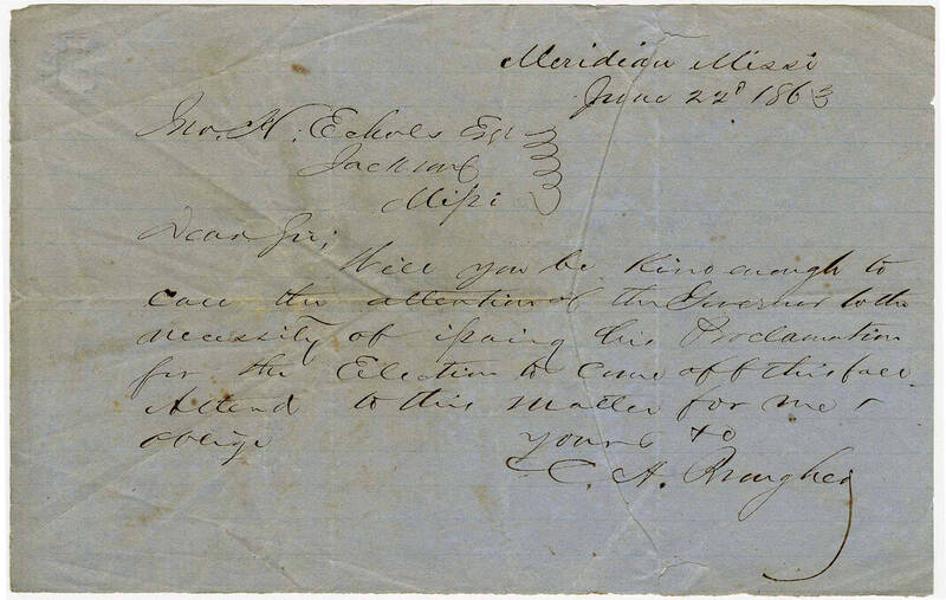 Meridian Missi
June 22d 1863
Jno. H. Echols Esqr
Jackson
Missi
Dear Sir;
Will you be kind enough to
call the attention of the Governor to the
necessity of issuing his Proclamation
for the Election to come off this fall.
Attend to this matter for me &
oblige yours &c
C. A. Brougher